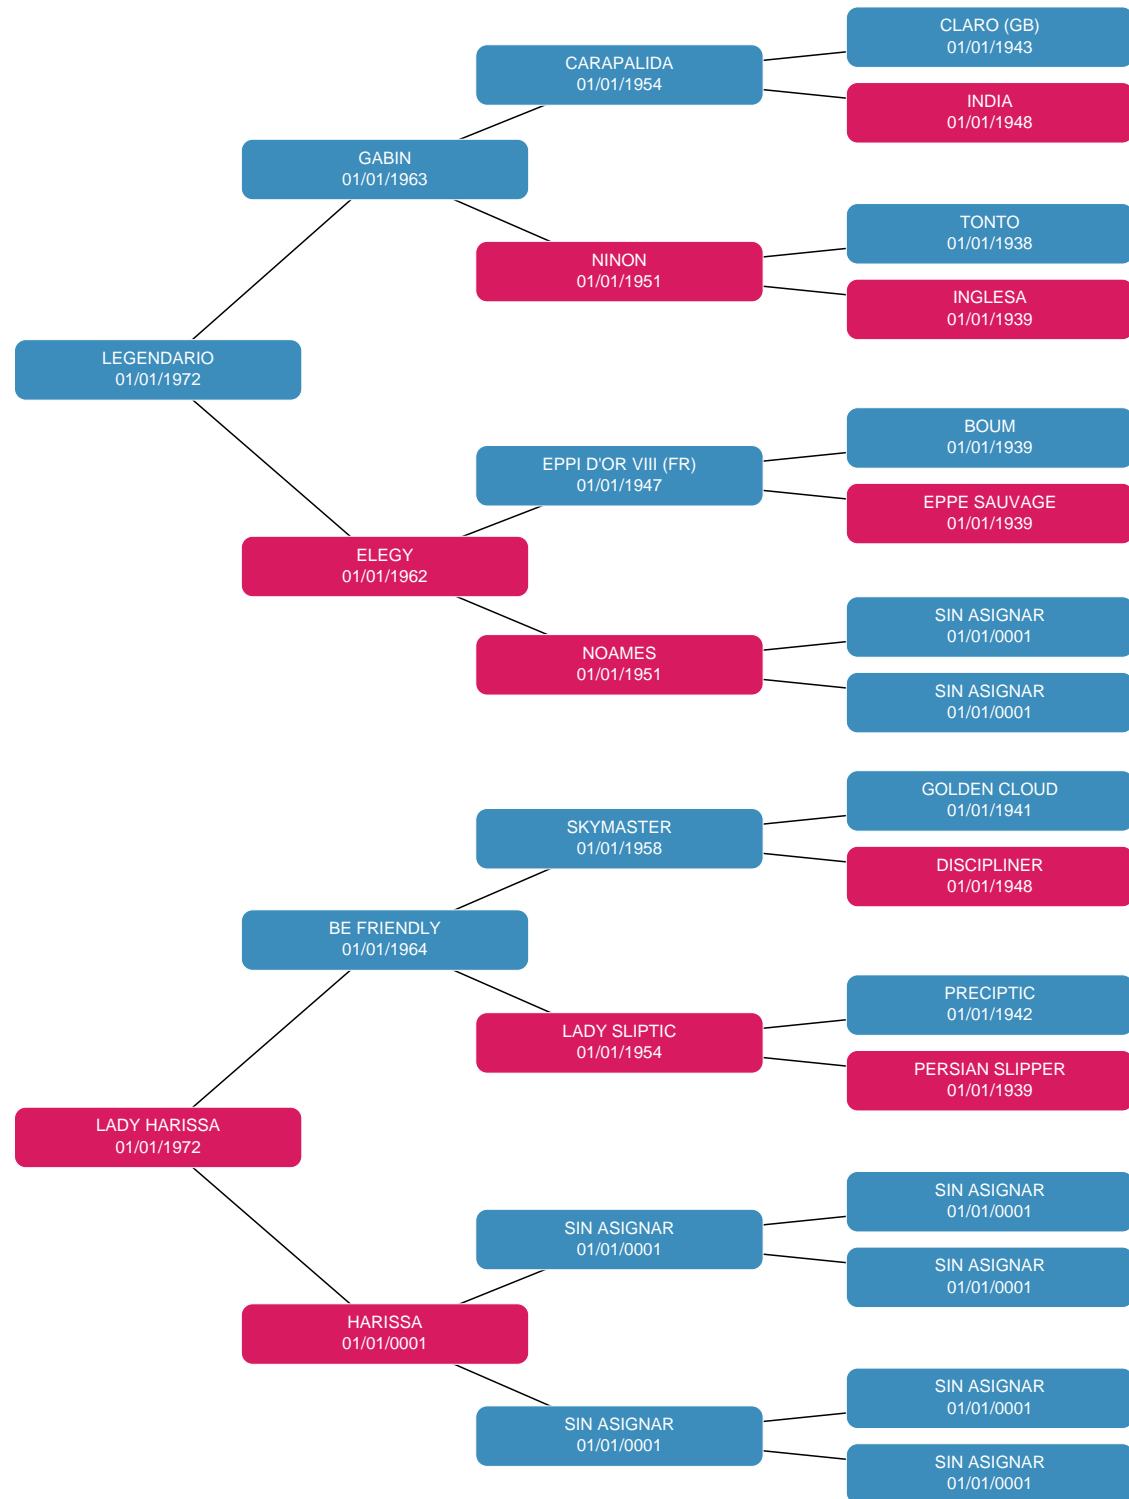 CLARO (GB)
01/01/1943
CARAPALIDA
01/01/1954
INDIA
01/01/1948
GABIN
01/01/1963
TONTO
01/01/1938
NINON
01/01/1951
INGLESA
01/01/1939
LEGENDARIO
01/01/1972
BOUM
01/01/1939
EPPI D'OR VIII (FR)
01/01/1947
EPPE SAUVAGE
01/01/1939
ELEGY
01/01/1962
SIN ASIGNAR
01/01/0001
NOAMES
01/01/1951
SIN ASIGNAR
01/01/0001
GOLDEN CLOUD
01/01/1941
SKYMASTER
01/01/1958
DISCIPLINER
01/01/1948
BE FRIENDLY
01/01/1964
PRECIPTIC
01/01/1942
LADY SLIPTIC
01/01/1954
PERSIAN SLIPPER
01/01/1939
LADY HARISSA
01/01/1972
SIN ASIGNAR
01/01/0001
SIN ASIGNAR
01/01/0001
SIN ASIGNAR
01/01/0001
HARISSA
01/01/0001
SIN ASIGNAR
01/01/0001
SIN ASIGNAR
01/01/0001
SIN ASIGNAR
01/01/0001